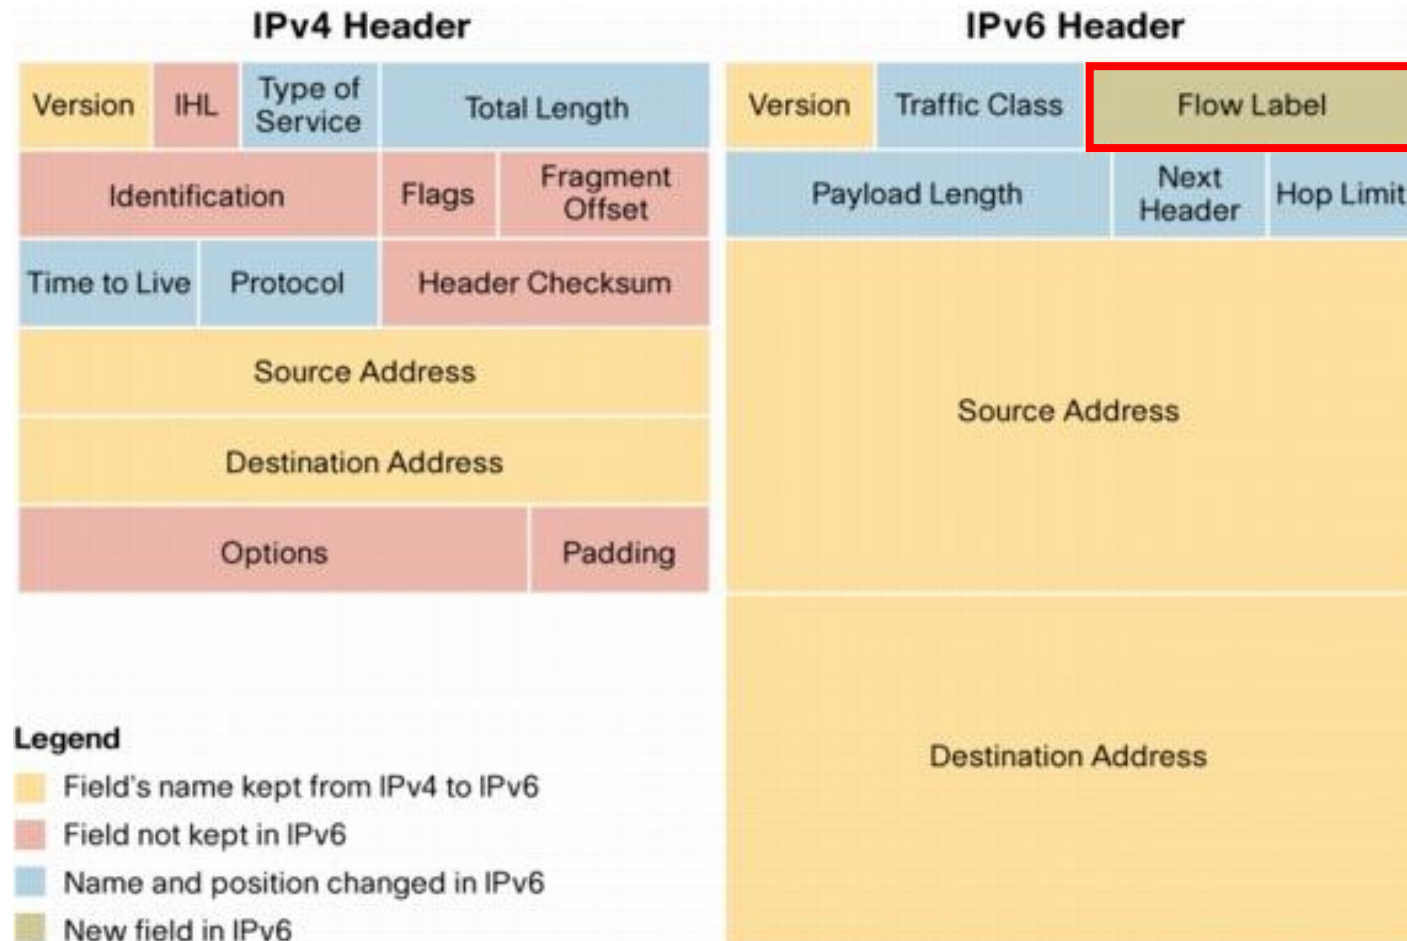 IPv4 Header
Version
IHL
Type of
Service
Total Length
Identification
Flags
Fragment
Offset
Time to Live
Protocol
Header Checksum
Source Address
Destination Address
Options
Padding
IPv6 Header
Version
Traffic Class
Flow Label
Payload Length
Next
Header
Hop Limit
Source Address
Destination Address
Legend
Field's name kept from IPv4 to IPv6
Field not kept in IPv6
Name and position changed in IPv6
New field in IPv6